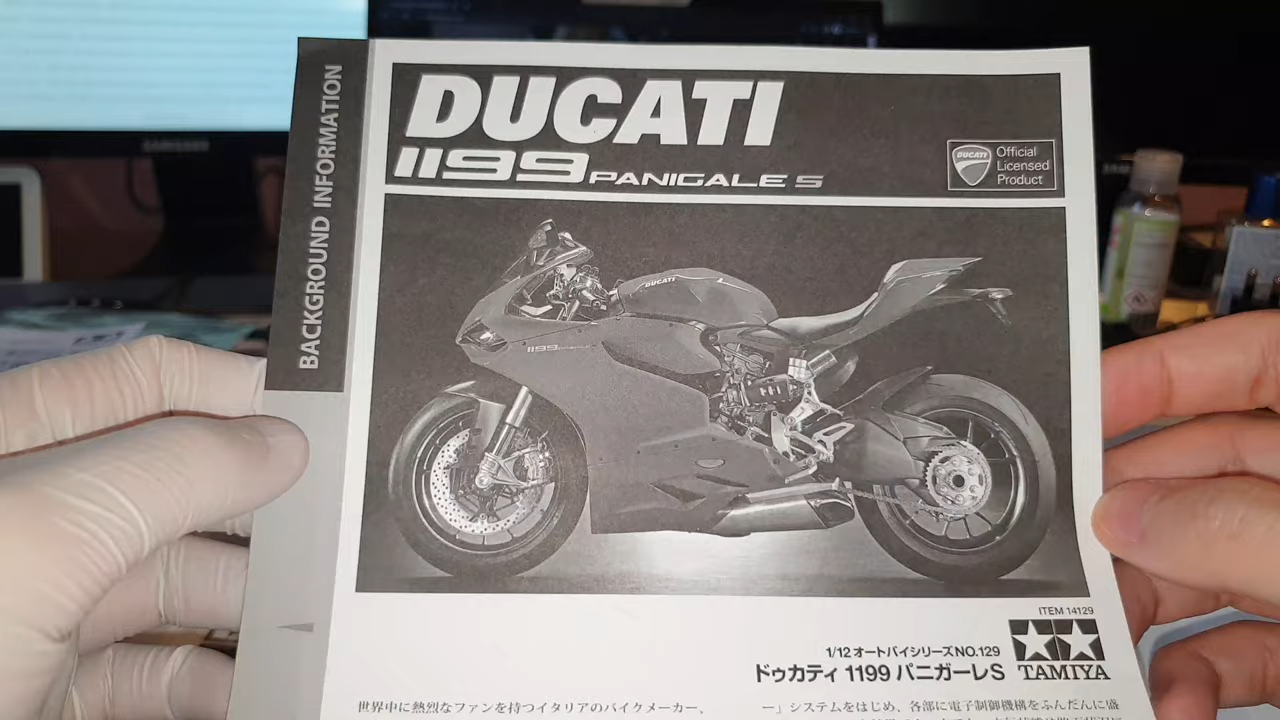 BACKGROUND INFORMATION
DUCATI
1199 PANIGALE S
DUCATI
Official
Licensed
Product
DUCATI
1199
ITEM 14129
1/12 オートバイシリーズ NO.129
ドゥカティ 1199 パニガーレS
TAMIYA
世界中に熱烈なファンを持つイタリアのバイクメーカー、
ー」システムをはじめ、各部に電子制御機構をふんだんに盛